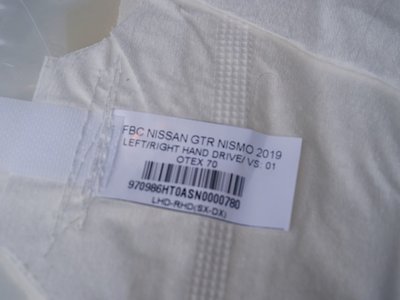 FBC NISSAN GTR NISMO 2019
LEFT/RIGHT HAND DRIVE/ VS. 01
OTEX 70
970986HT0ASN0000780
LHD-RHD(SX-DX)